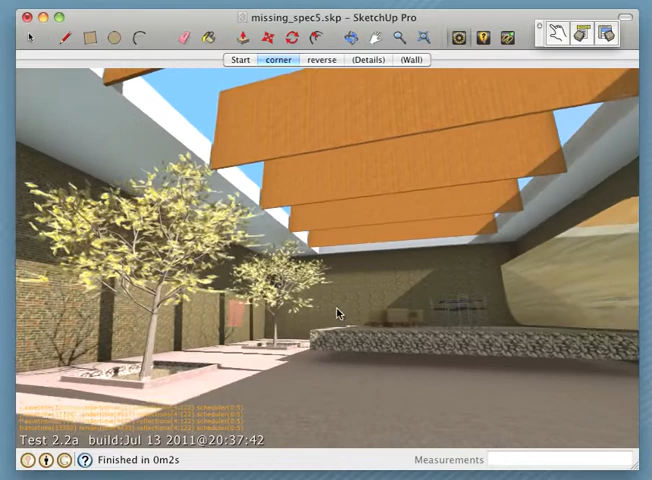 missing_spec5.skp – SketchUp Pro
Start corner reverse (Details) (Wall)
Test 2.2a build:Jul 13 2011@20:37:42
Finished in 0m2s Measurements